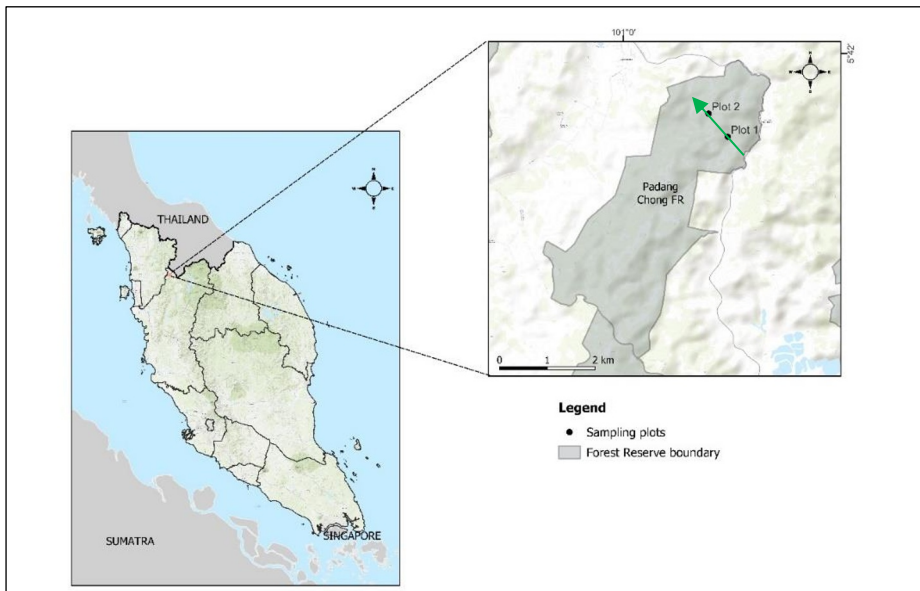 THAILAND
SUMATRA
SINGAPORE
101°0'
5°42'
Plot 2
Plot 1
Padang
Chong FR
0 1 2 km
Legend
Sampling plots
Forest Reserve boundary